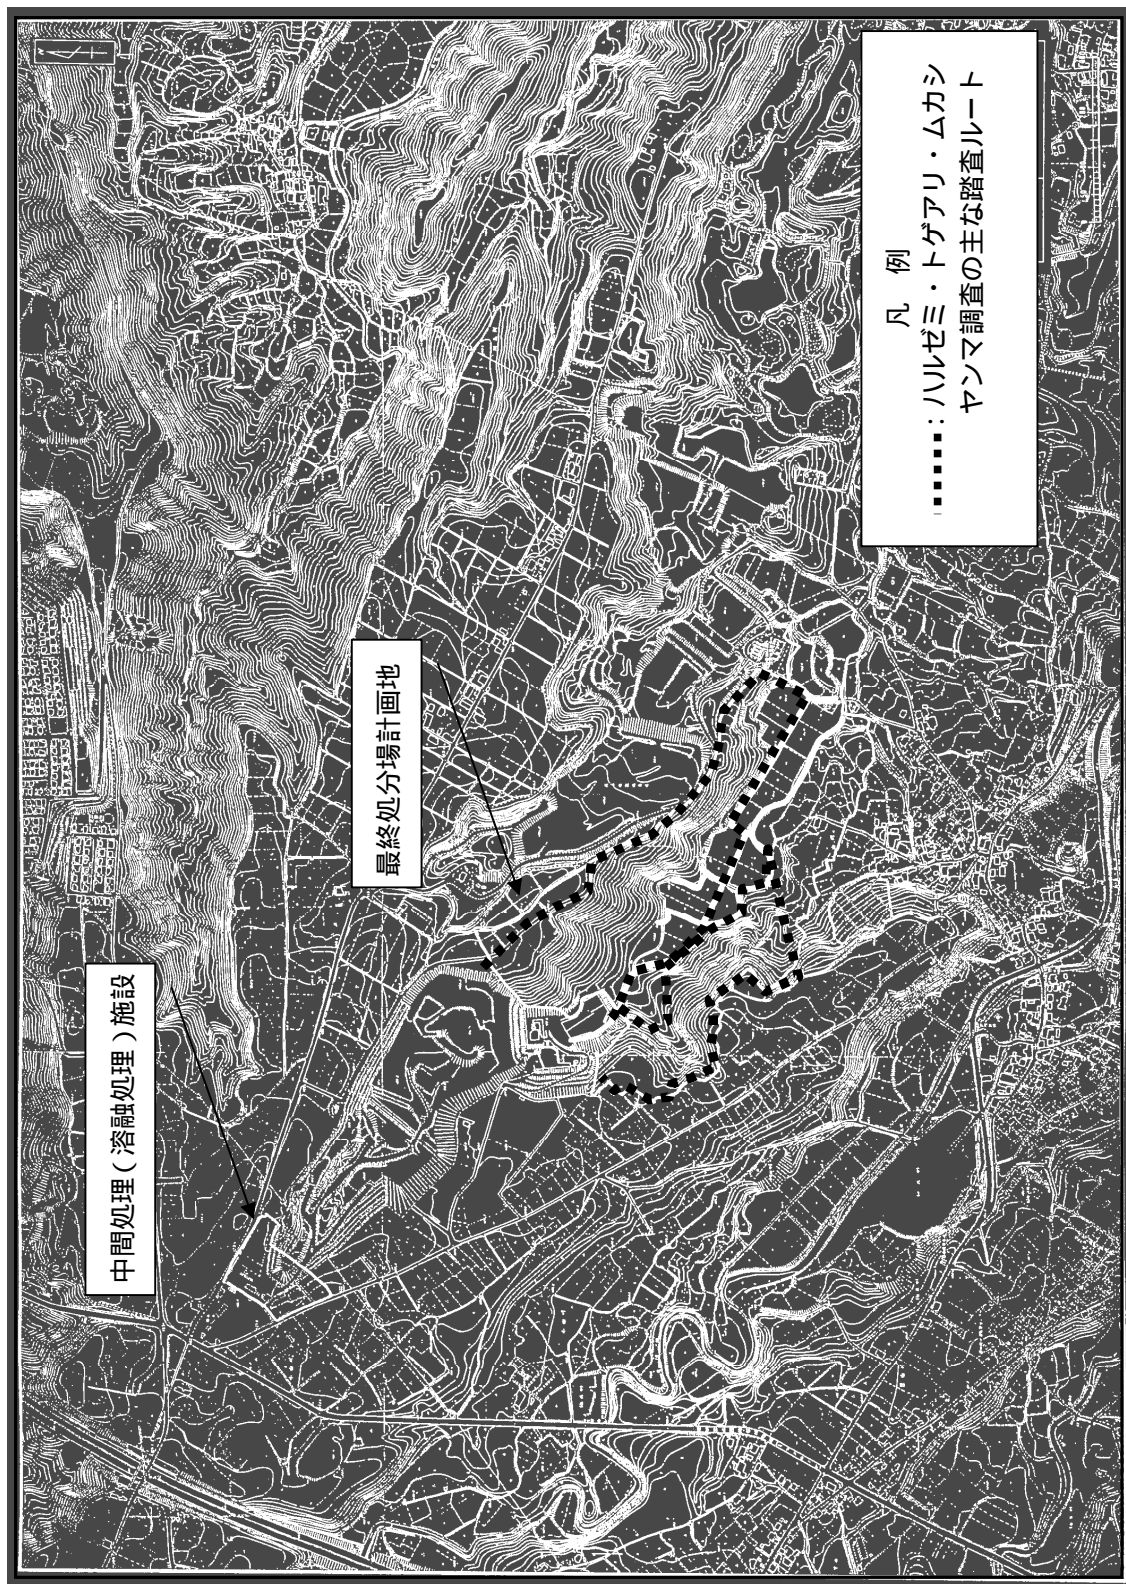 凡　例
：ハルゼミ・トゲアリ・ムカシ
ヤンマ調査の主な踏査ルート
最終処分場計画地
中間処理（溶融処理）施設